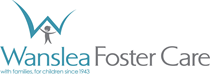 Wanslea Foster Care
with families, for children since 1943